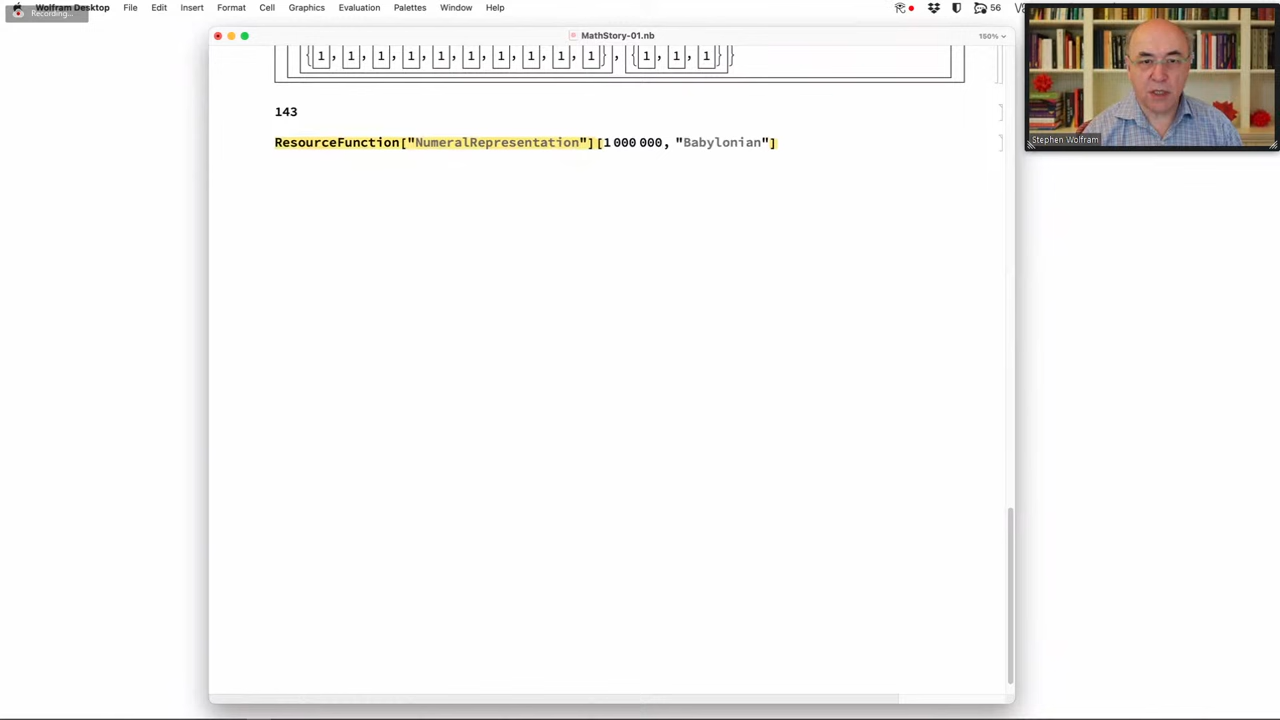 Wolfram Desktop File Edit Insert Format Cell Graphics Evaluation Palettes Window Help 56
Recording...
MathStory-01.nb
150%
{1, 1, 1, 1, 1, 1, 1, 1, 1, 1}, {1, 1, 1}}
143
ResourceFunction["NumeralRepresentation"][1 000 000, "Babylonian"]
Stephen Wolfram